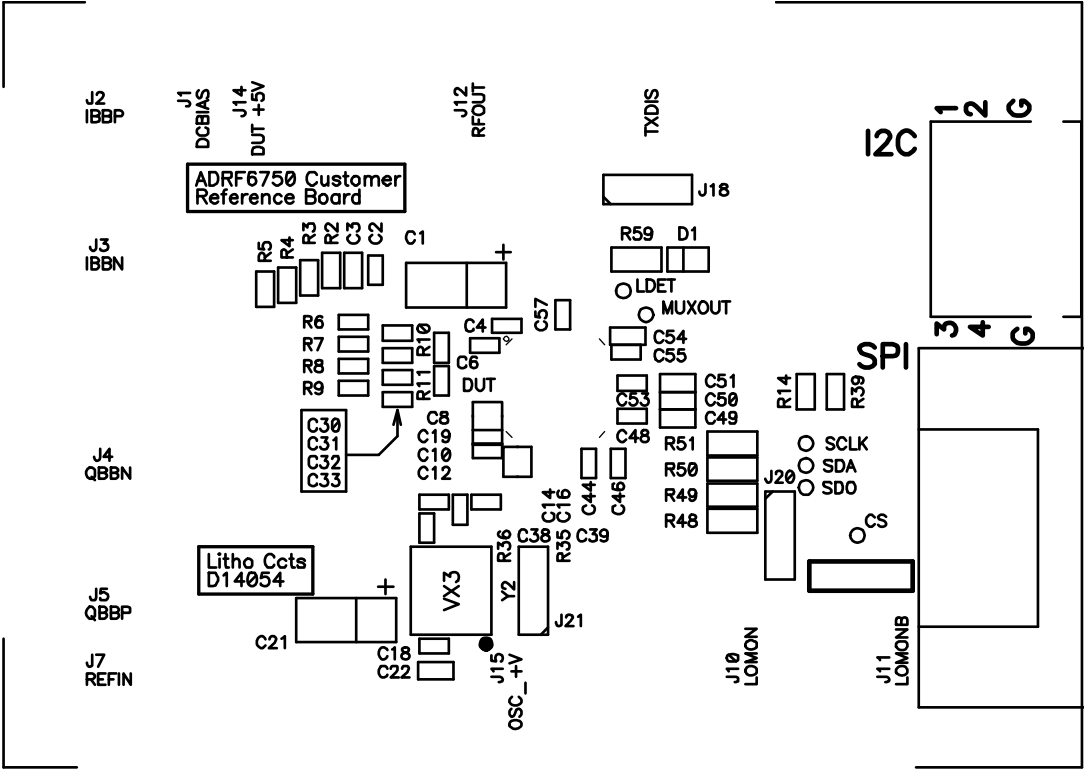 J2
IBBP
J1
DCBIAS
J14
DUT +5V
J12
RFOUT
TXDIS
1
2
G
I2C
ADRF6750 Customer
Reference Board
J18
J3
IBBN
R5
R4
R3
R2
C3
C2
C1
+
R59
D1
LDET
MUXOUT
C57
3
4
G
SPI
R6
R7
R8
R9
R10
R11
C4
C6
DUT
C54
C55
C53
C51
C50
C49
C48
R14
R39
C30
C31
C32
C33
C8
C19
C10
C12
J4
QBBN
R51
R50
R49
R48
J20
SCLK
SDA
SDO
CS
C44
C46
C14
C16
R36
C38
R35
C39
Litho Ccts
D14054
J5
QBBP
+
VX3
Y2
J21
C21
C18
C22
J7
REFIN
J15
OSC_+V
J10
LOMON
J11
LOMONB